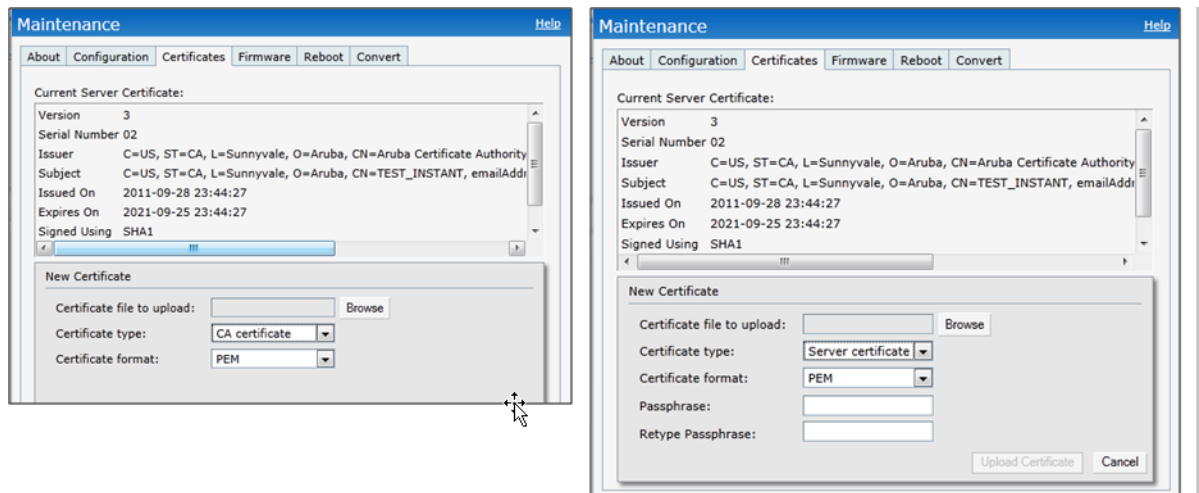 Maintenance Help
About Configuration Certificates Firmware Reboot Convert
Current Server Certificate:
Version 3
Serial Number 02
Issuer C=US, ST=CA, L=Sunnyvale, O=Aruba, CN=Aruba Certificate Authority
Subject C=US, ST=CA, L=Sunnyvale, O=Aruba, CN=TEST_INSTANT, emailAddr
Issued On 2011-09-28 23:44:27
Expires On 2021-09-25 23:44:27
Signed Using SHA1
New Certificate
Certificate file to upload: Browse
Certificate type: CA certificate
Certificate format: PEM
Maintenance Help
About Configuration Certificates Firmware Reboot Convert
Current Server Certificate:
Version 3
Serial Number 02
Issuer C=US, ST=CA, L=Sunnyvale, O=Aruba, CN=Aruba Certificate Authority
Subject C=US, ST=CA, L=Sunnyvale, O=Aruba, CN=TEST_INSTANT, emailAddr
Issued On 2011-09-28 23:44:27
Expires On 2021-09-25 23:44:27
Signed Using SHA1
New Certificate
Certificate file to upload: Browse
Certificate type: Server certificate
Certificate format: PEM
Passphrase:
Retype Passphrase:
Upload Certificate Cancel